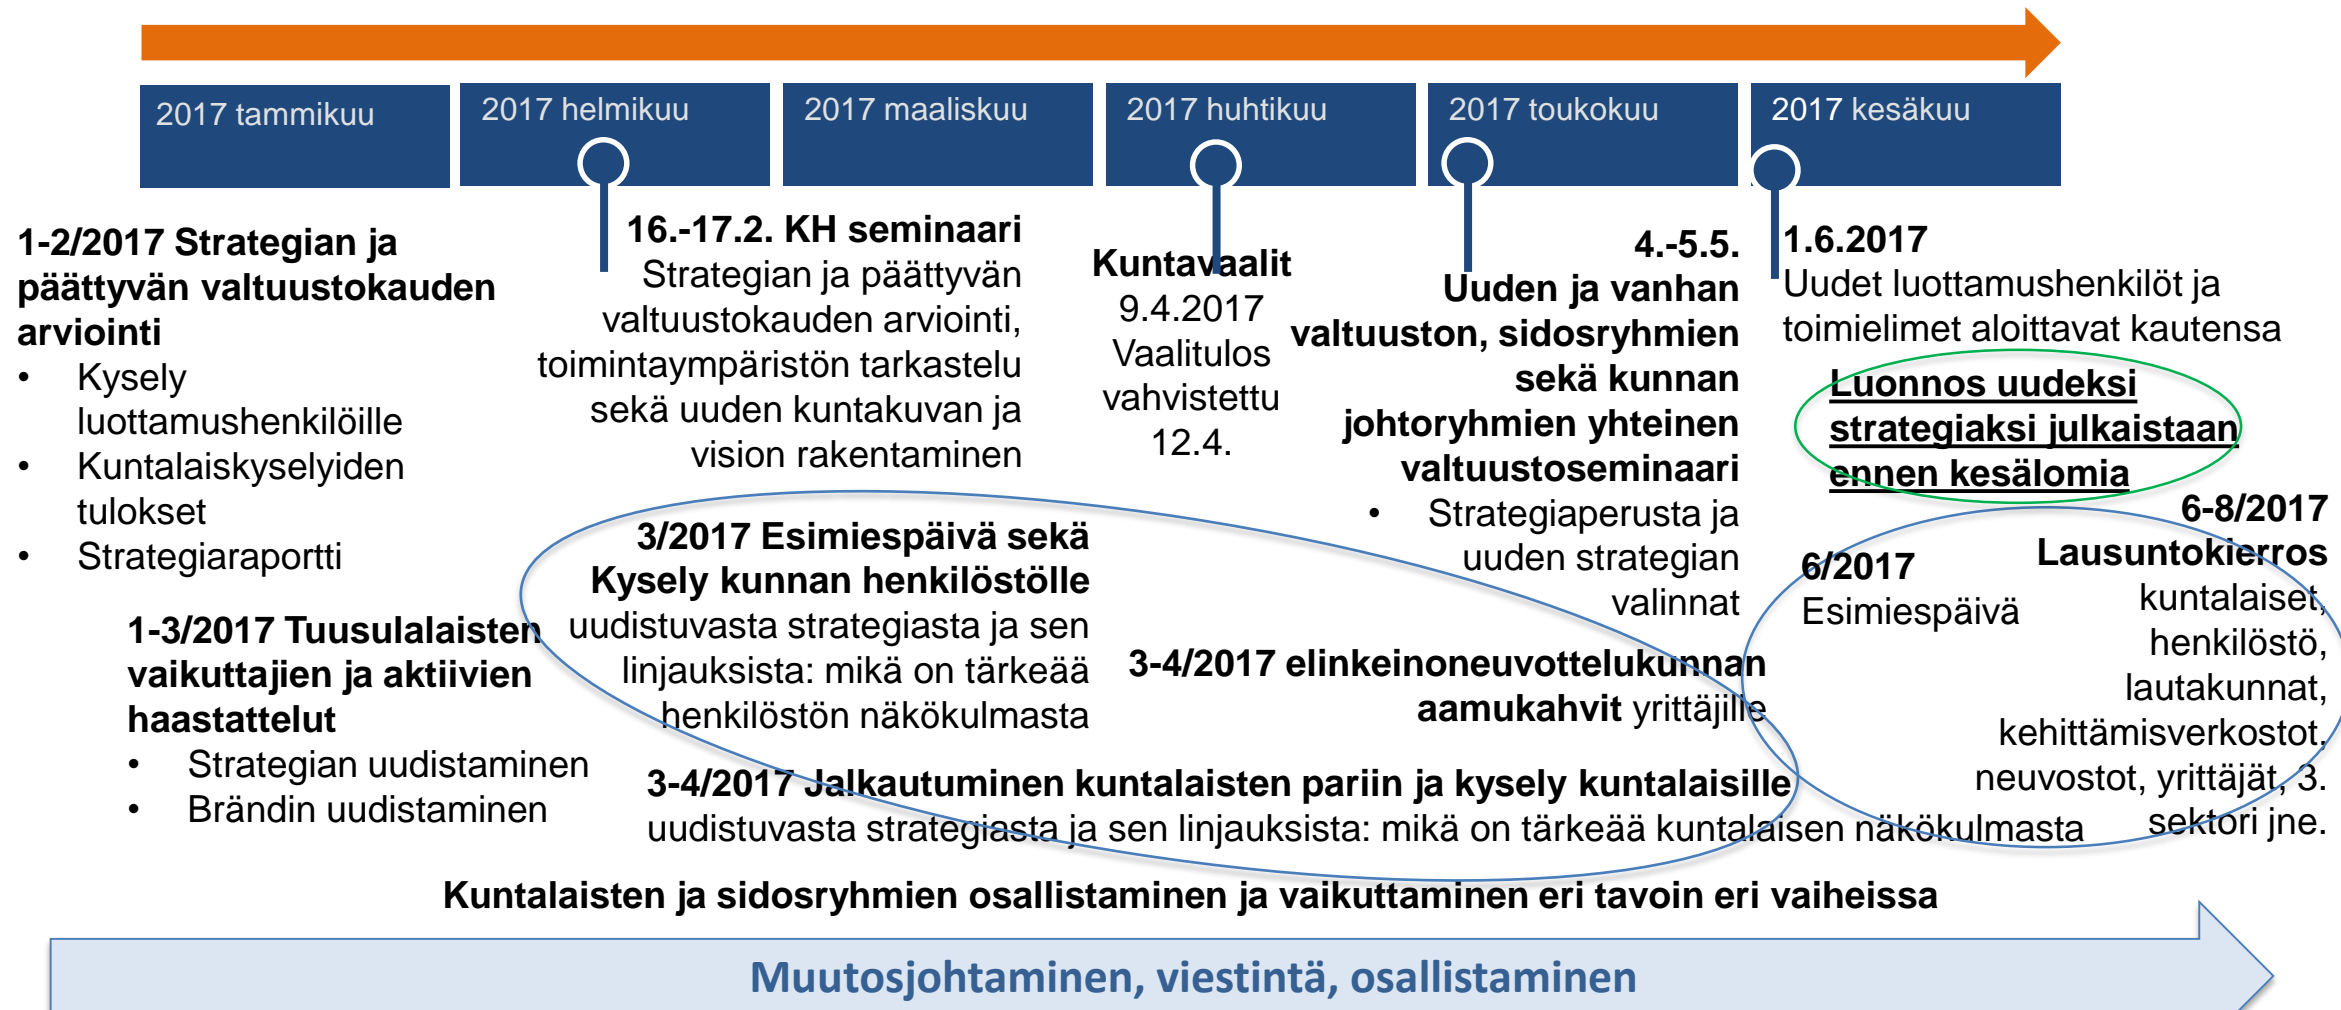 2017 tammikuu
2017 helmikuu
2017 maaliskuu
2017 huhtikuu
2017 toukokuu
2017 kesäkuu
1-2/2017 Strategian ja
päättyvän valtuustokauden
arviointi
• Kysely
luottamushenkilöille
• Kuntalaiskyselyiden
tulokset
• Strategiaraportti
1-3/2017 Tuusulalaisten
vaikuttajien ja aktiivien
haastattelut
• Strategian uudistaminen
• Brändin uudistaminen
16.-17.2. KH seminaari
Strategian ja päättyvän
valtuustokauden arviointi,
toimintaympäristön tarkastelu
sekä uuden kuntakuvan ja
vision rakentaminen
3/2017 Esimiespäivä sekä
Kysely kunnan henkilöstölle
uudistuvasta strategiasta ja sen
linjauksista: mikä on tärkeää
henkilöstön näkökulmasta
Kuntavaalit
9.4.2017
Vaalitulos
vahvistettu
12.4.
4.-5.5.
Uuden ja vanhan
valtuuston, sidosryhmien
sekä kunnan
johtoryhmien yhteinen
valtuustoseminaari
• Strategiaperusta ja
uuden strategian
valinnat
3-4/2017 elinkeinoneuvottelukunnan
aamukahvit yrittäjille
3-4/2017 Jalkautuminen kuntalaisten pariin ja kysely kuntalaisille
uudistuvasta strategiasta ja sen linjauksista: mikä on tärkeää kuntalaisen näkökulmasta
1.6.2017
Uudet luottamushenkilöt ja
toimielimet aloittavat kautensa
Luonnos uudeksi
strategiaksi julkaistaan
ennen kesälomia
6/2017
Esimiespäivä
6-8/2017
Lausuntokierros
kuntalaiset,
henkilöstö,
lautakunnat,
kehittämisverkostot,
neuvostot, yrittäjät, 3.
sektori jne.
Kuntalaisten ja sidosryhmien osallistaminen ja vaikuttaminen eri tavoin eri vaiheissa
Muutosjohtaminen, viestintä, osallistaminen